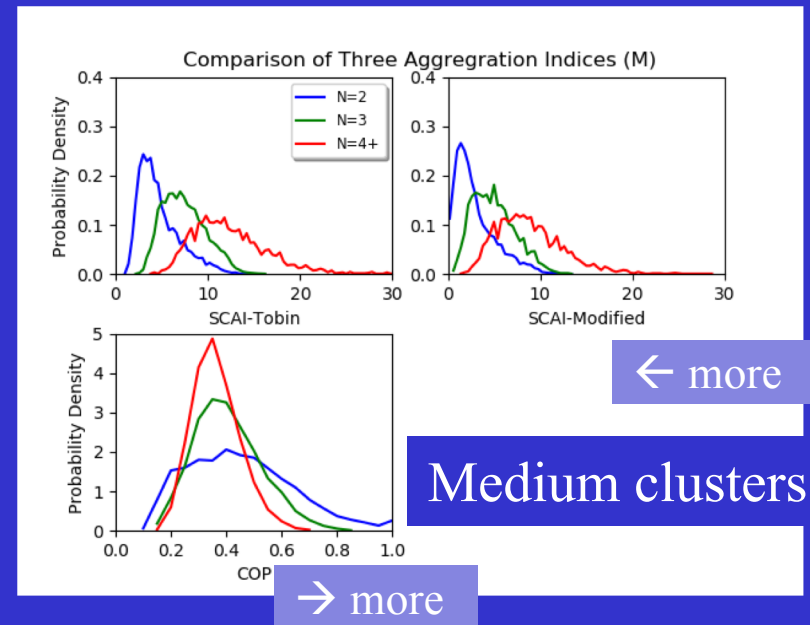 Comparison of Three Aggregration Indices (M)
Probability Density
0.4
0.3
0.2
0.1
0.0
0 10 20 30
SCAI-Tobin
N=2
N=3
N=4+
0.4
0.3
0.2
0.1
0.0
0 10 20 30
SCAI-Modified
← more
Probability Density
5
4
3
2
1
0
0.0 0.2 0.4 0.6 0.8 1.0
COP
Medium clusters
→ more